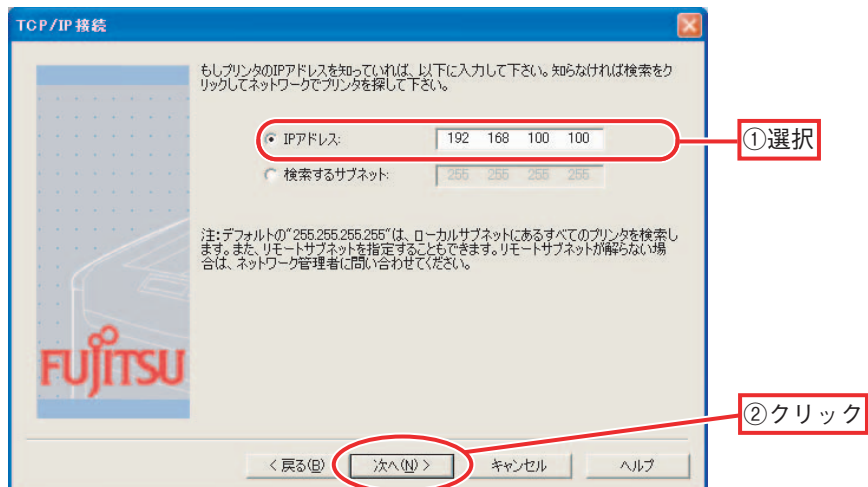 TCP/IP接続
もしプリンタのIPアドレスを知っていれば、以下に入力して下さい。知らなければ検索をク
リックしてネットワークでプリンタを探して下さい。
IPアドレス: 192 168 100 100
①選択
検索するサブネット: 255 255 255 255
注:デフォルトの"255.255.255.255"は、ローカルサブネットにあるすべてのプリンタを検索し
ます。また、リモートサブネットを指定することもできます。リモートサブネットが解らない場
合は、ネットワーク管理者に問い合わせてください。
FUJITSU
②クリック
<戻る(B) 次へ(N)> キャンセル ヘルプ